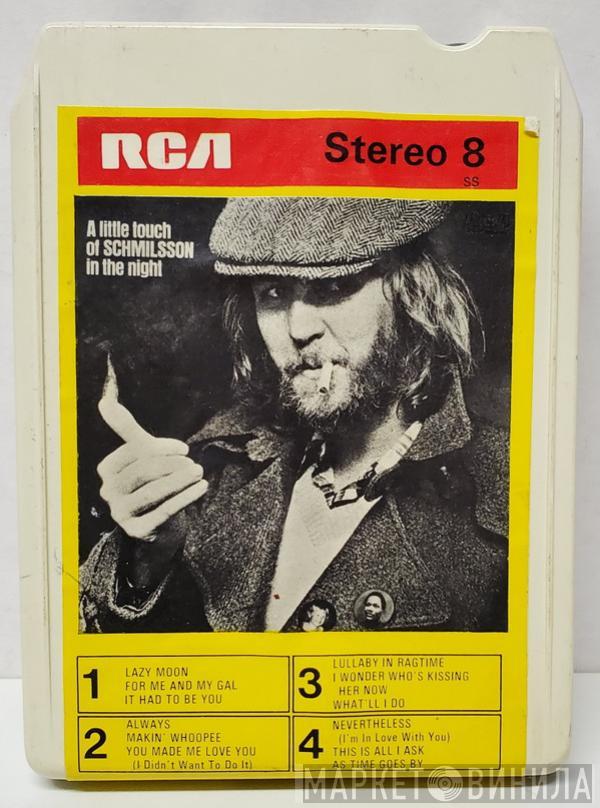 RCA Stereo 8
SS
A little touch
of SCHMILSSON
in the night
1
LAZY MOON
FOR ME AND MY GAL
IT HAD TO BE YOU
2
ALWAYS
MAKIN' WHOOPEE
YOU MADE ME LOVE YOU
(I Didn't Want To Do It)
3
LULLABY IN RAGTIME
I WONDER WHO'S KISSING
HER NOW
WHAT'LL I DO
4
NEVERTHELESS
(I'm In Love With You)
THIS IS ALL I ASK
AS TIME GOES BY
МАРКЕТ ВИНИЛА